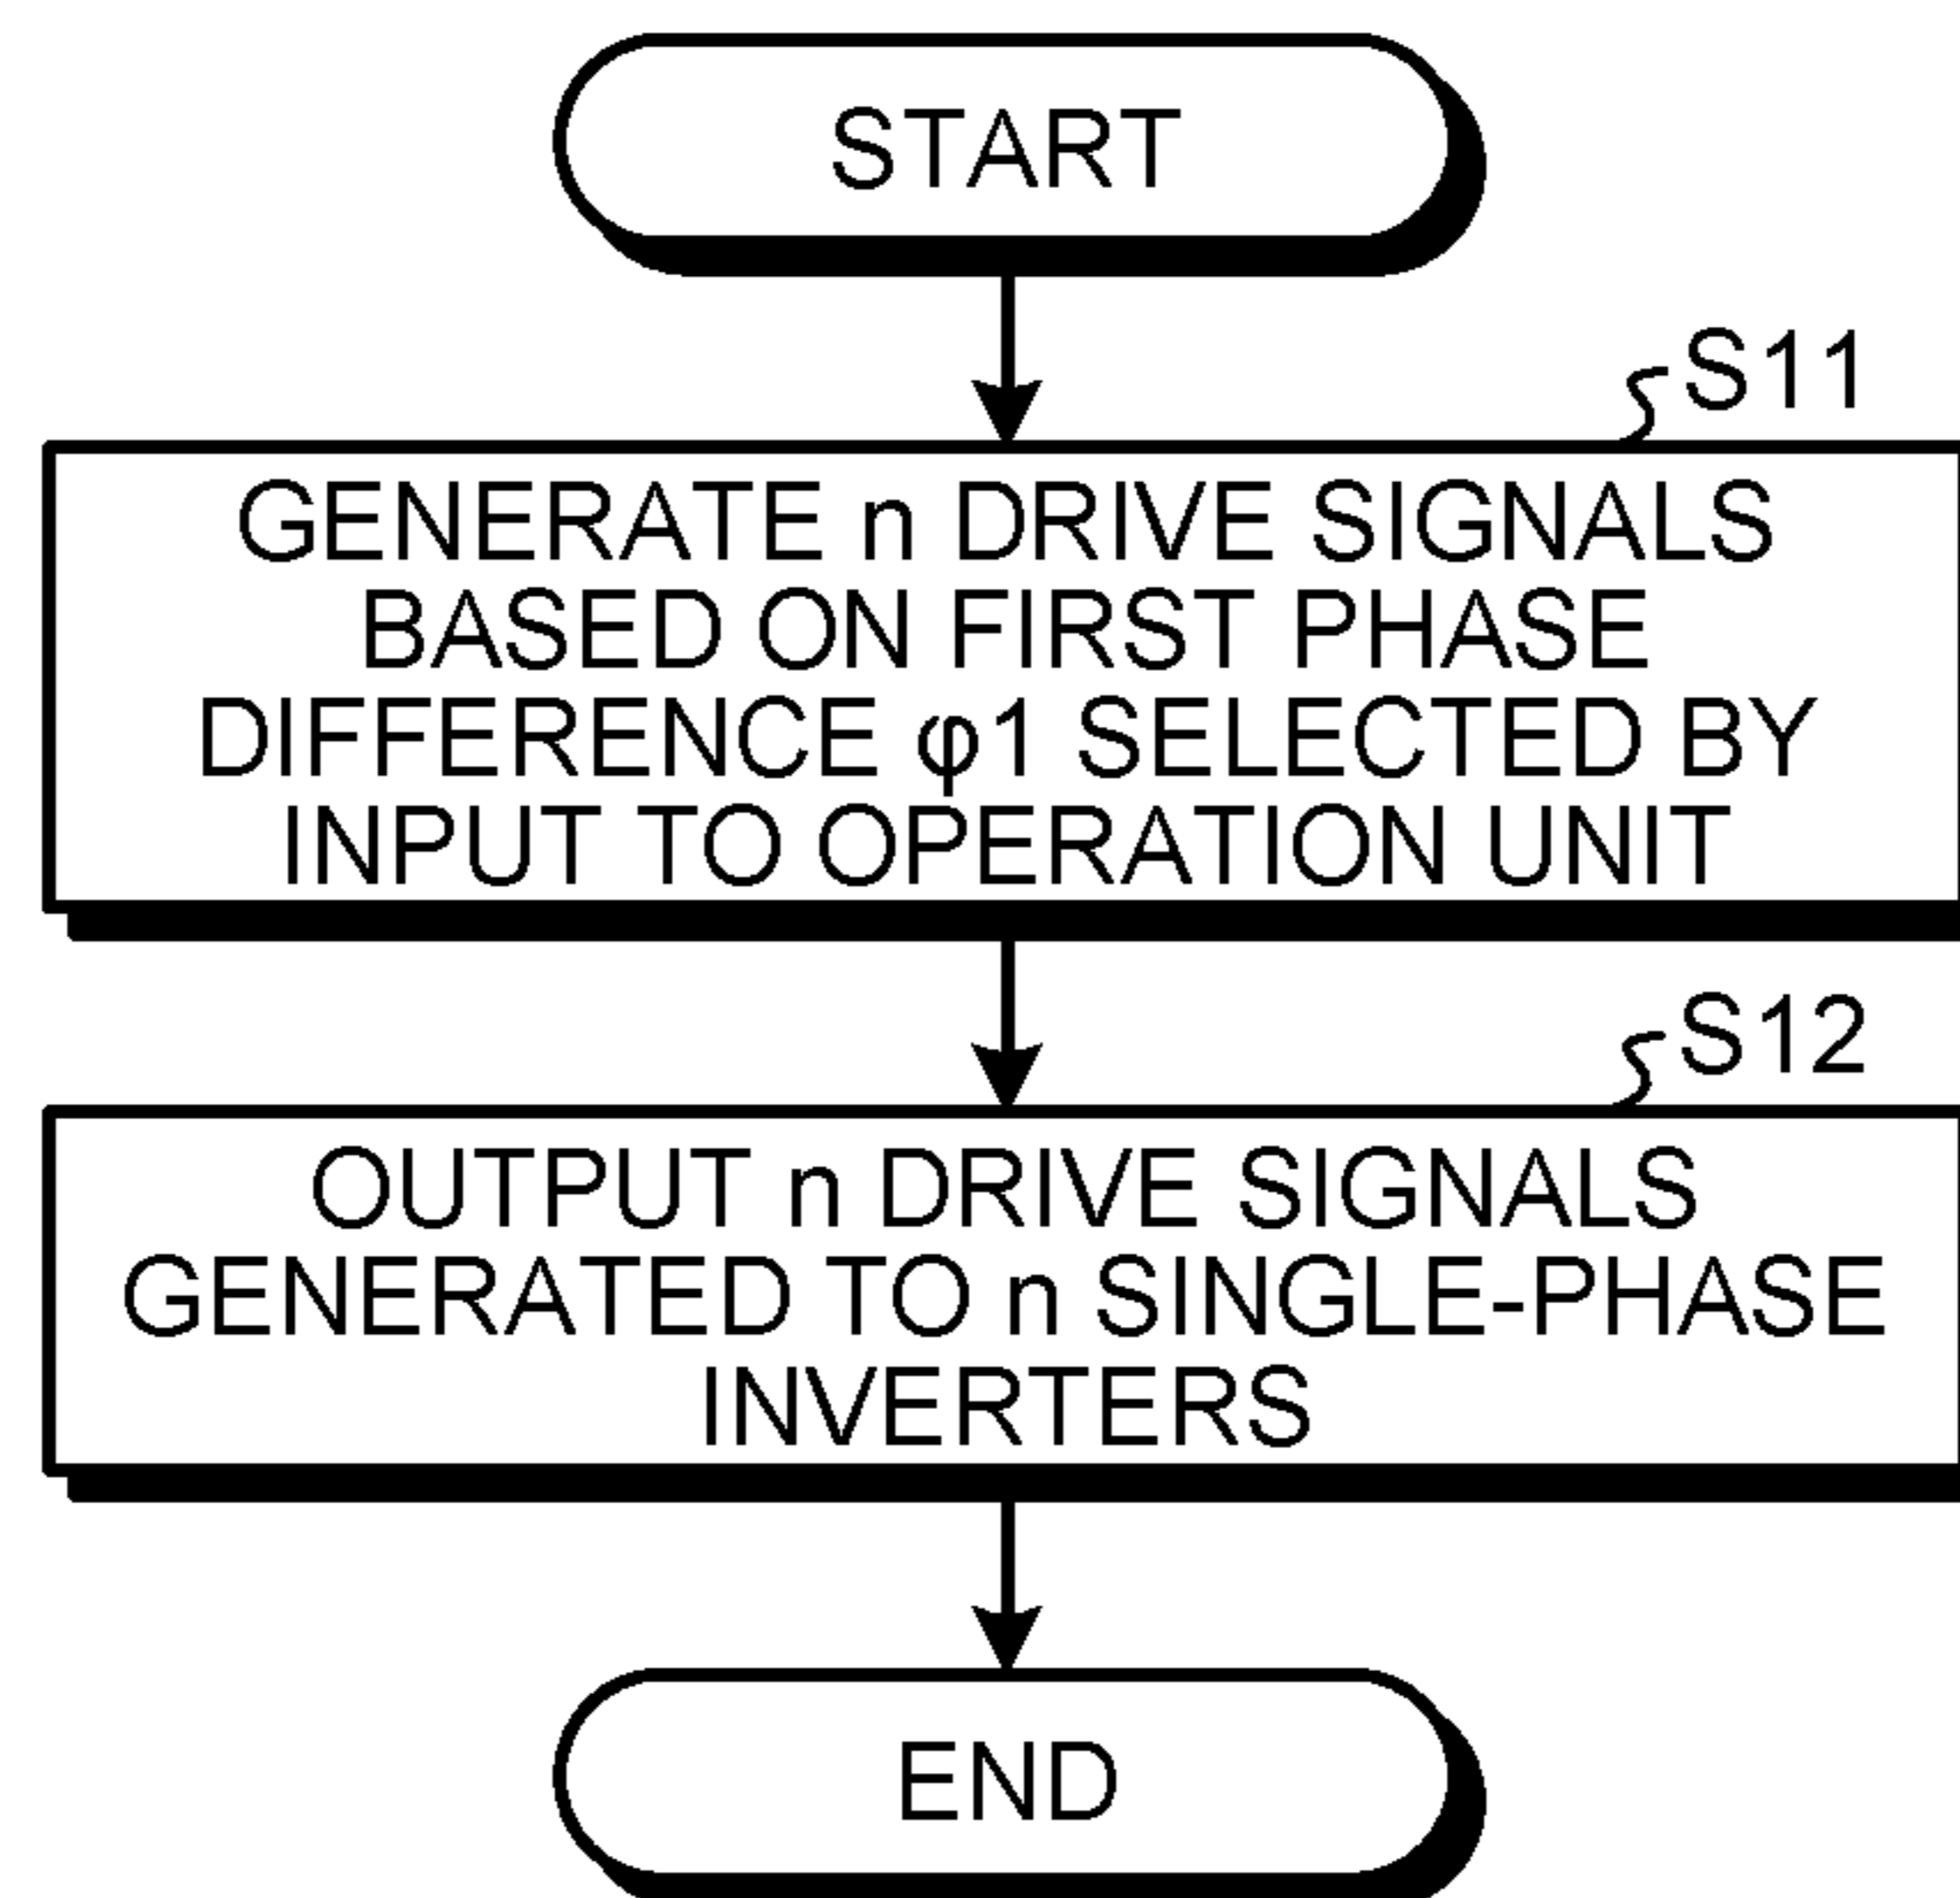 START
S11
GENERATE n DRIVE SIGNALS
BASED ON FIRST PHASE
DIFFERENCE φ1 SELECTED BY
INPUT TO OPERATION UNIT
S12
OUTPUT n DRIVE SIGNALS
GENERATED TO n SINGLE-PHASE
INVERTERS
END